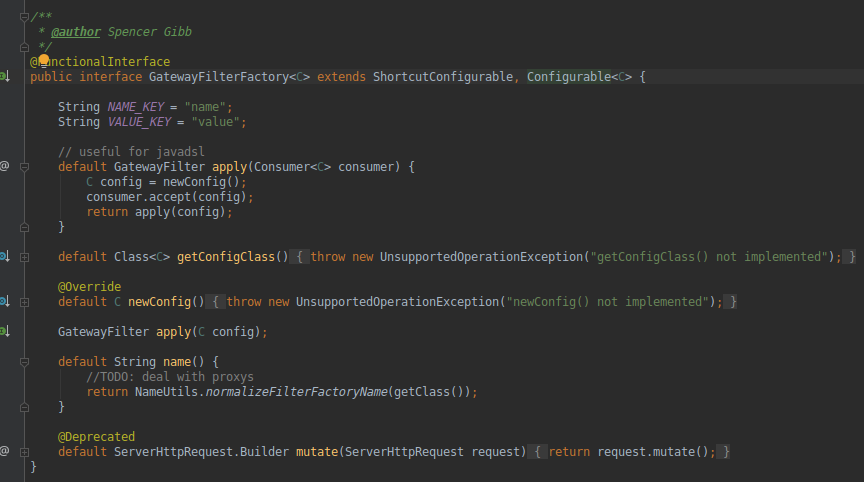 /**
 * @author Spencer Gibb
 */
@FunctionalInterface
public interface GatewayFilterFactory<C> extends ShortcutConfigurable, Configurable<C> {
    String NAME_KEY = "name";
    String VALUE_KEY = "value";
    // useful for javadsl
    default GatewayFilter apply(Consumer<C> consumer) {
        C config = newConfig();
        consumer.accept(config);
        return apply(config);
    }
    default Class<C> getConfigClass() { throw new UnsupportedOperationException("getConfigClass() not implemented"); }
    @Override
    default C newConfig() { throw new UnsupportedOperationException("newConfig() not implemented"); }
    GatewayFilter apply(C config);
    default String name() {
        //TODO: deal with proxys
        return NameUtils.normalizeFilterFactoryName(getClass());
    }
    @Deprecated
    default ServerHttpRequest.Builder mutate(ServerHttpRequest request) { return request.mutate(); }
}